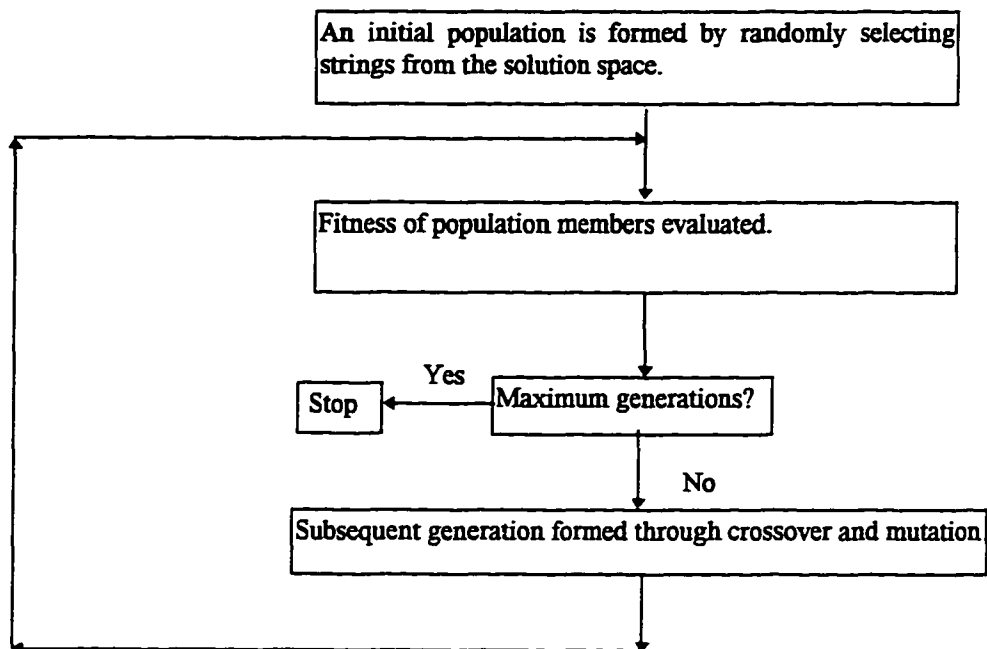 An initial population is formed by randomly selecting
strings from the solution space.
Fitness of population members evaluated.
Yes
Stop
Maximum generations?
No
Subsequent generation formed through crossover and mutation